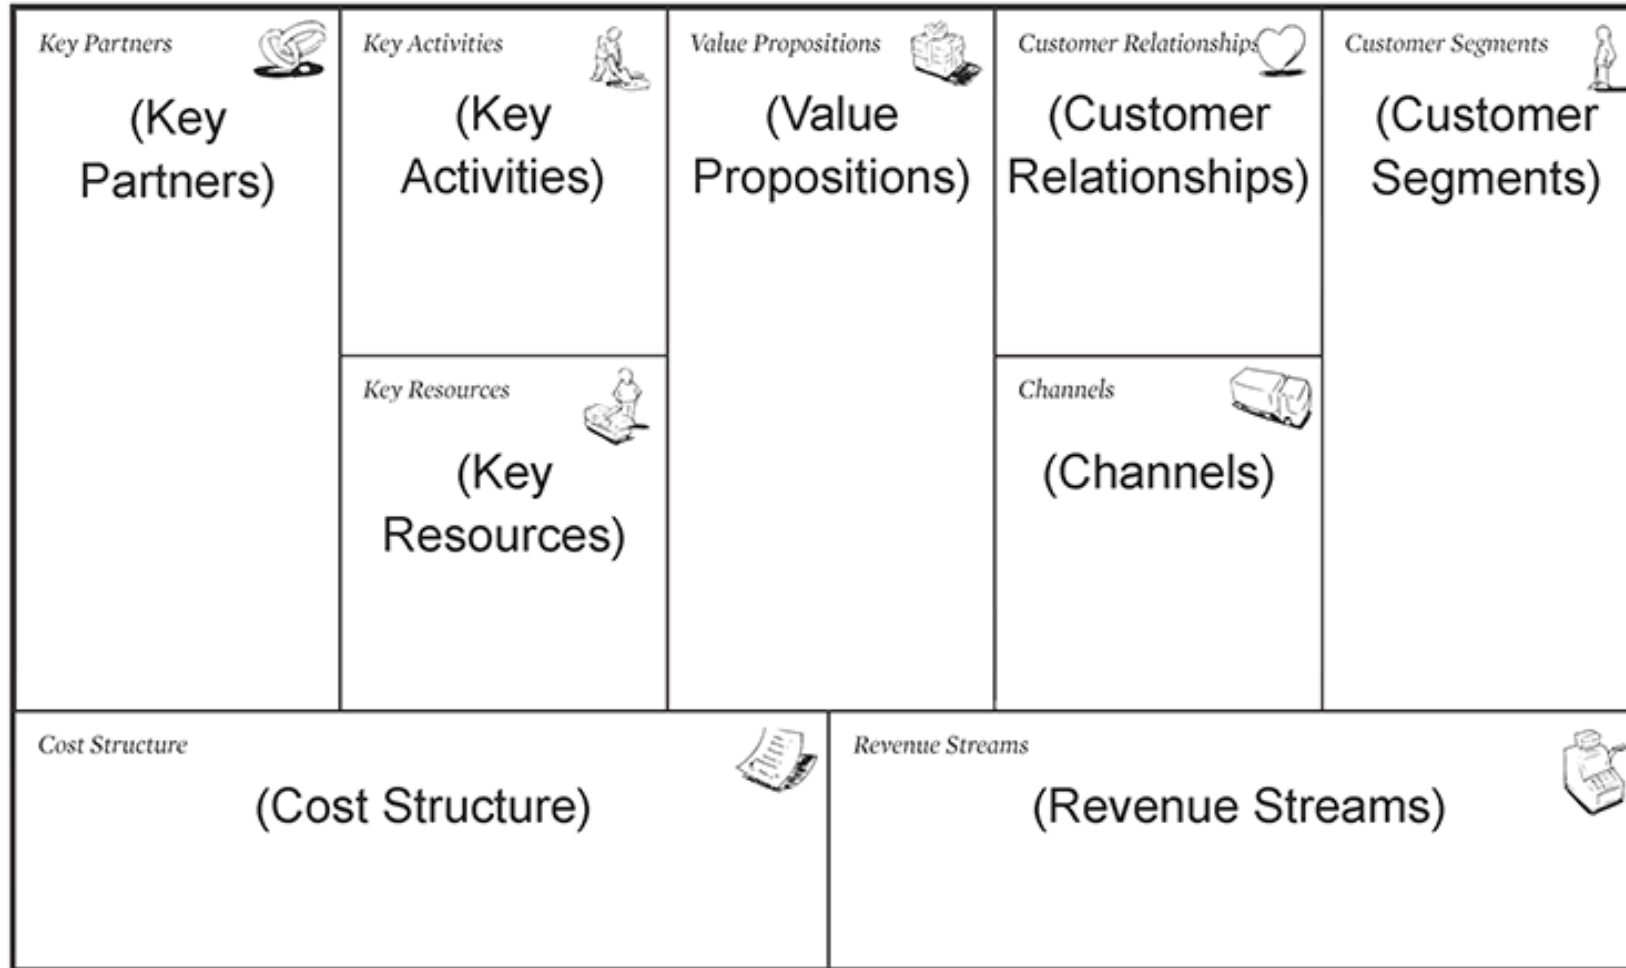 Key Partners
(Key
Partners)
Key Activities
(Key
Activities)
Key Resources
(Key
Resources)
Value Propositions
(Value
Propositions)
Customer Relationships
(Customer
Relationships)
Channels
(Channels)
Customer Segments
(Customer
Segments)
Cost Structure
(Cost Structure)
Revenue Streams
(Revenue Streams)